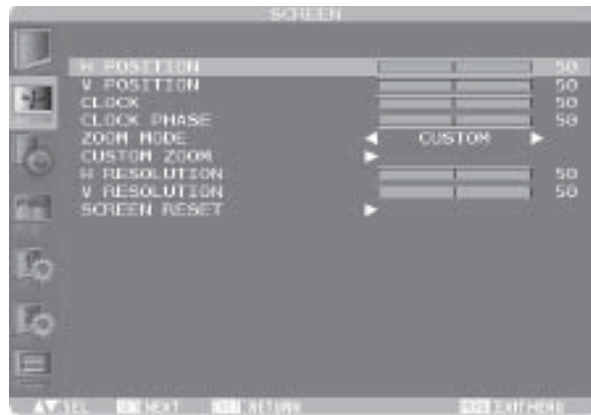 SCREEN
H POSITION 50
V POSITION 50
CLOCK 50
CLOCK PHASE 50
ZOOM MODE CUSTOM
CUSTOM ZOOM
H RESOLUTION 50
V RESOLUTION 50
SCREEN RESET
▲▼:SEL NEXT RETURN EXIT MENU